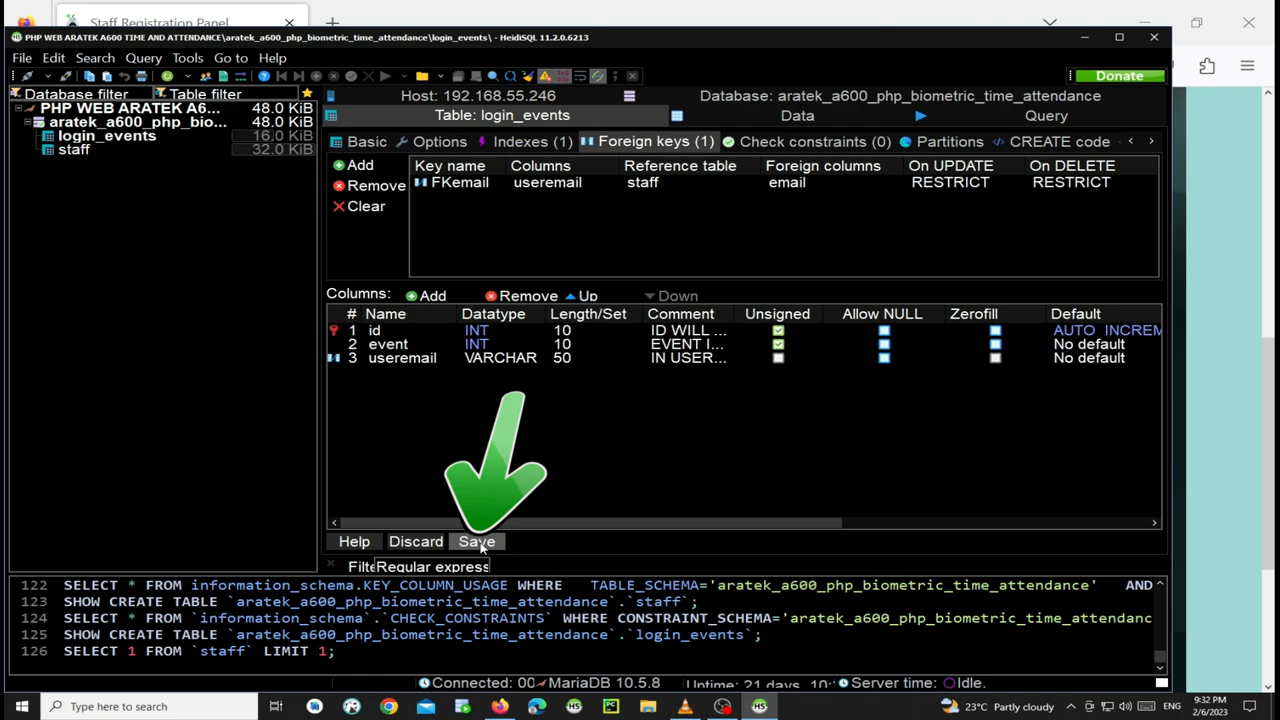 Staff Registration Panel
PHP WEB ARATEK A600 TIME AND ATTENDANCE\aratek_a600_php_biometric_time_attendance\login_events\ - HeidiSQL 11.2.0.6213
File Edit Search Query Tools Go to Help
Donate
Database filter Table filter
Host: 192.168.55.246 Database: aratek_a600_php_biometric_time_attendance
PHP WEB ARATEK A6... 48.0 KiB
aratek_a600_php_bio... 48.0 KiB
login_events 16.0 KiB
staff 32.0 KiB
Table: login_events Data Query
Basic Options Indexes (1) Foreign keys (1) Check constraints (0) Partitions CREATE code
Add
Remove
Clear
Key name Columns Reference table Foreign columns On UPDATE On DELETE
FKemail useremail staff email RESTRICT RESTRICT
Columns: Add Remove Up Down
# Name Datatype Length/Set Comment Unsigned Allow NULL Zerofill Default
1 id INT 10 ID WILL ... AUTO_INCREM
2 event INT 10 EVENT I... No default
3 useremail VARCHAR 50 IN USER... No default
Help Discard Save
Regular express
122 SELECT * FROM information_schema.KEY_COLUMN_USAGE WHERE TABLE_SCHEMA='aratek_a600_php_biometric_time_attendance' AND
123 SHOW CREATE TABLE `aratek_a600_php_biometric_time_attendance`.`staff`;
124 SELECT * FROM `information_schema`.`CHECK_CONSTRAINTS` WHERE CONSTRAINT_SCHEMA='aratek_a600_php_biometric_time_attendanc
125 SHOW CREATE TABLE `aratek_a600_php_biometric_time_attendance`.`login_events`;
126 SELECT 1 FROM `staff` LIMIT 1;
Connected: 00 MariaDB 10.5.8 Uptime: 21 days, 10: Server time: Idle.
Type here to search
23°C Partly cloudy ENG
9:32 PM
2/6/2023